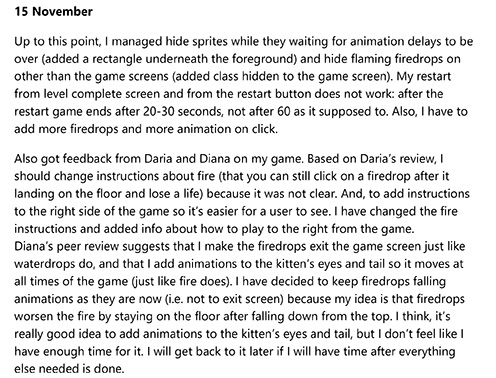 15 November
Up to this point, I managed hide sprites while they waiting for animation delays to be
over (added a rectangle underneath the foreground) and hide flaming firedrops on
other than the game screens (added class hidden to the game screen). My restart
from level complete screen and from the restart button does not work: after the
restart game ends after 20-30 seconds, not after 60 as it supposed to. Also, I have to
add more firedrops and more animation on click.
Also got feedback from Daria and Diana on my game. Based on Daria's review, I
should change instructions about fire (that you can still click on a firedrop after it
landing on the floor and lose a life) because it was not clear. And, to add instructions
to the right side of the game so it's easier for a user to see. I have changed the fire
instructions and added info about how to play to the right from the game.
Diana's peer review suggests that I make the firedrops exit the game screen just like
waterdrops do, and that I add animations to the kitten's eyes and tail so it moves at
all times of the game (just like fire does). I have decided to keep firedrops falling
animations as they are now (i.e. not to exit screen) because my idea is that firedrops
worsen the fire by staying on the floor after falling down from the top. I think, it's
really good idea to add animations to the kitten's eyes and tail, but I don't feel like I
have enough time for it. I will get back to it later if I will have time after everything
else needed is done.